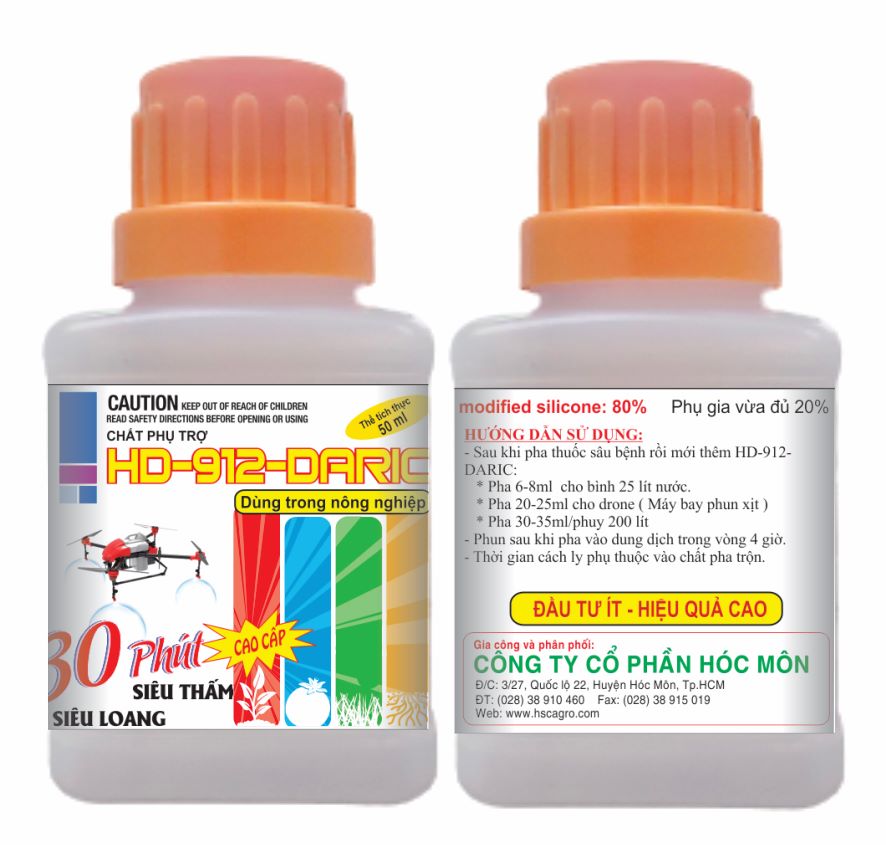 CAUTION KEEP OUT OF REACH OF CHILDREN
READ SAFETY DIRECTIONS BEFORE OPENING OR USING
Thể tích thực
50 ml
CHẤT PHỤ TRỢ
HD-912-DARIC
Dùng trong nông nghiệp
30 Phút
CAO CẤP
SIÊU THẤM
SIÊU LOANG
modified silicone: 80% Phụ gia vừa đủ 20%
HƯỚNG DẪN SỬ DỤNG:
- Sau khi pha thuốc sâu bệnh rồi mới thêm HD-912-
DARIC:
* Pha 6-8ml cho bình 25 lít nước.
* Pha 20-25ml cho drone ( Máy bay phun xịt )
* Pha 30-35ml/phuy 200 lít
- Phun sau khi pha vào dung dịch trong vòng 4 giờ.
- Thời gian cách ly phụ thuộc vào chất pha trộn.
ĐẦU TƯ ÍT - HIỆU QUẢ CAO
Gia công và phân phối:
CÔNG TY CỔ PHẦN HÓC MÔN
Đ/C: 3/27, Quốc lộ 22, Huyện Hóc Môn, Tp.HCM
ĐT: (028) 38 910 460 Fax: (028) 38 915 019
Web: www.hscagro.com